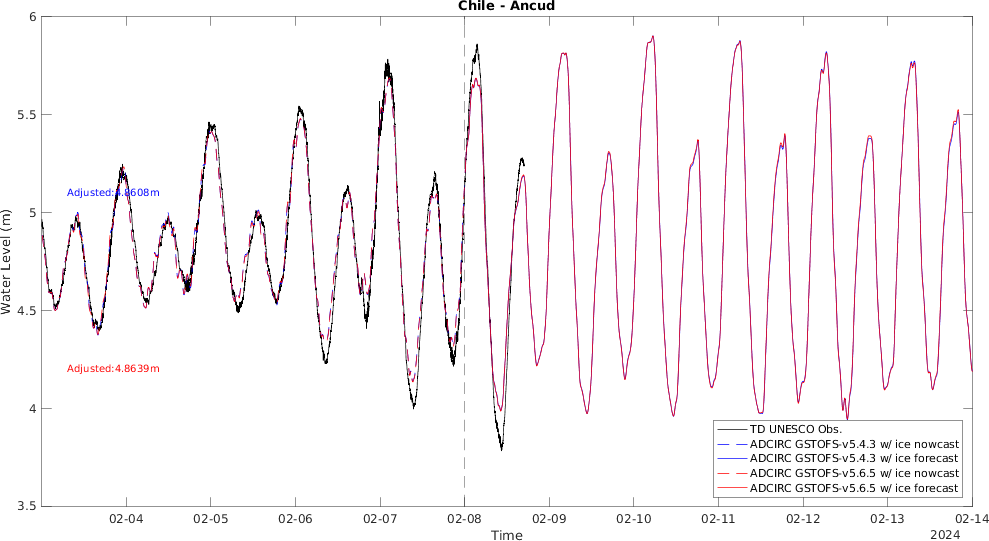 Chile - Ancud
6
5.5
5
4.5
4
3.5
Water Level (m)
Adjusted:4.8608m
Adjusted:4.8639m
TD UNESCO Obs.
ADCIRC GSTOFS-v5.4.3 w/ ice nowcast
ADCIRC GSTOFS-v5.4.3 w/ ice forecast
ADCIRC GSTOFS-v5.6.5 w/ ice nowcast
ADCIRC GSTOFS-v5.6.5 w/ ice forecast
02-04 02-05 02-06 02-07 02-08 02-09 02-10 02-11 02-12 02-13 02-14
Time
2024